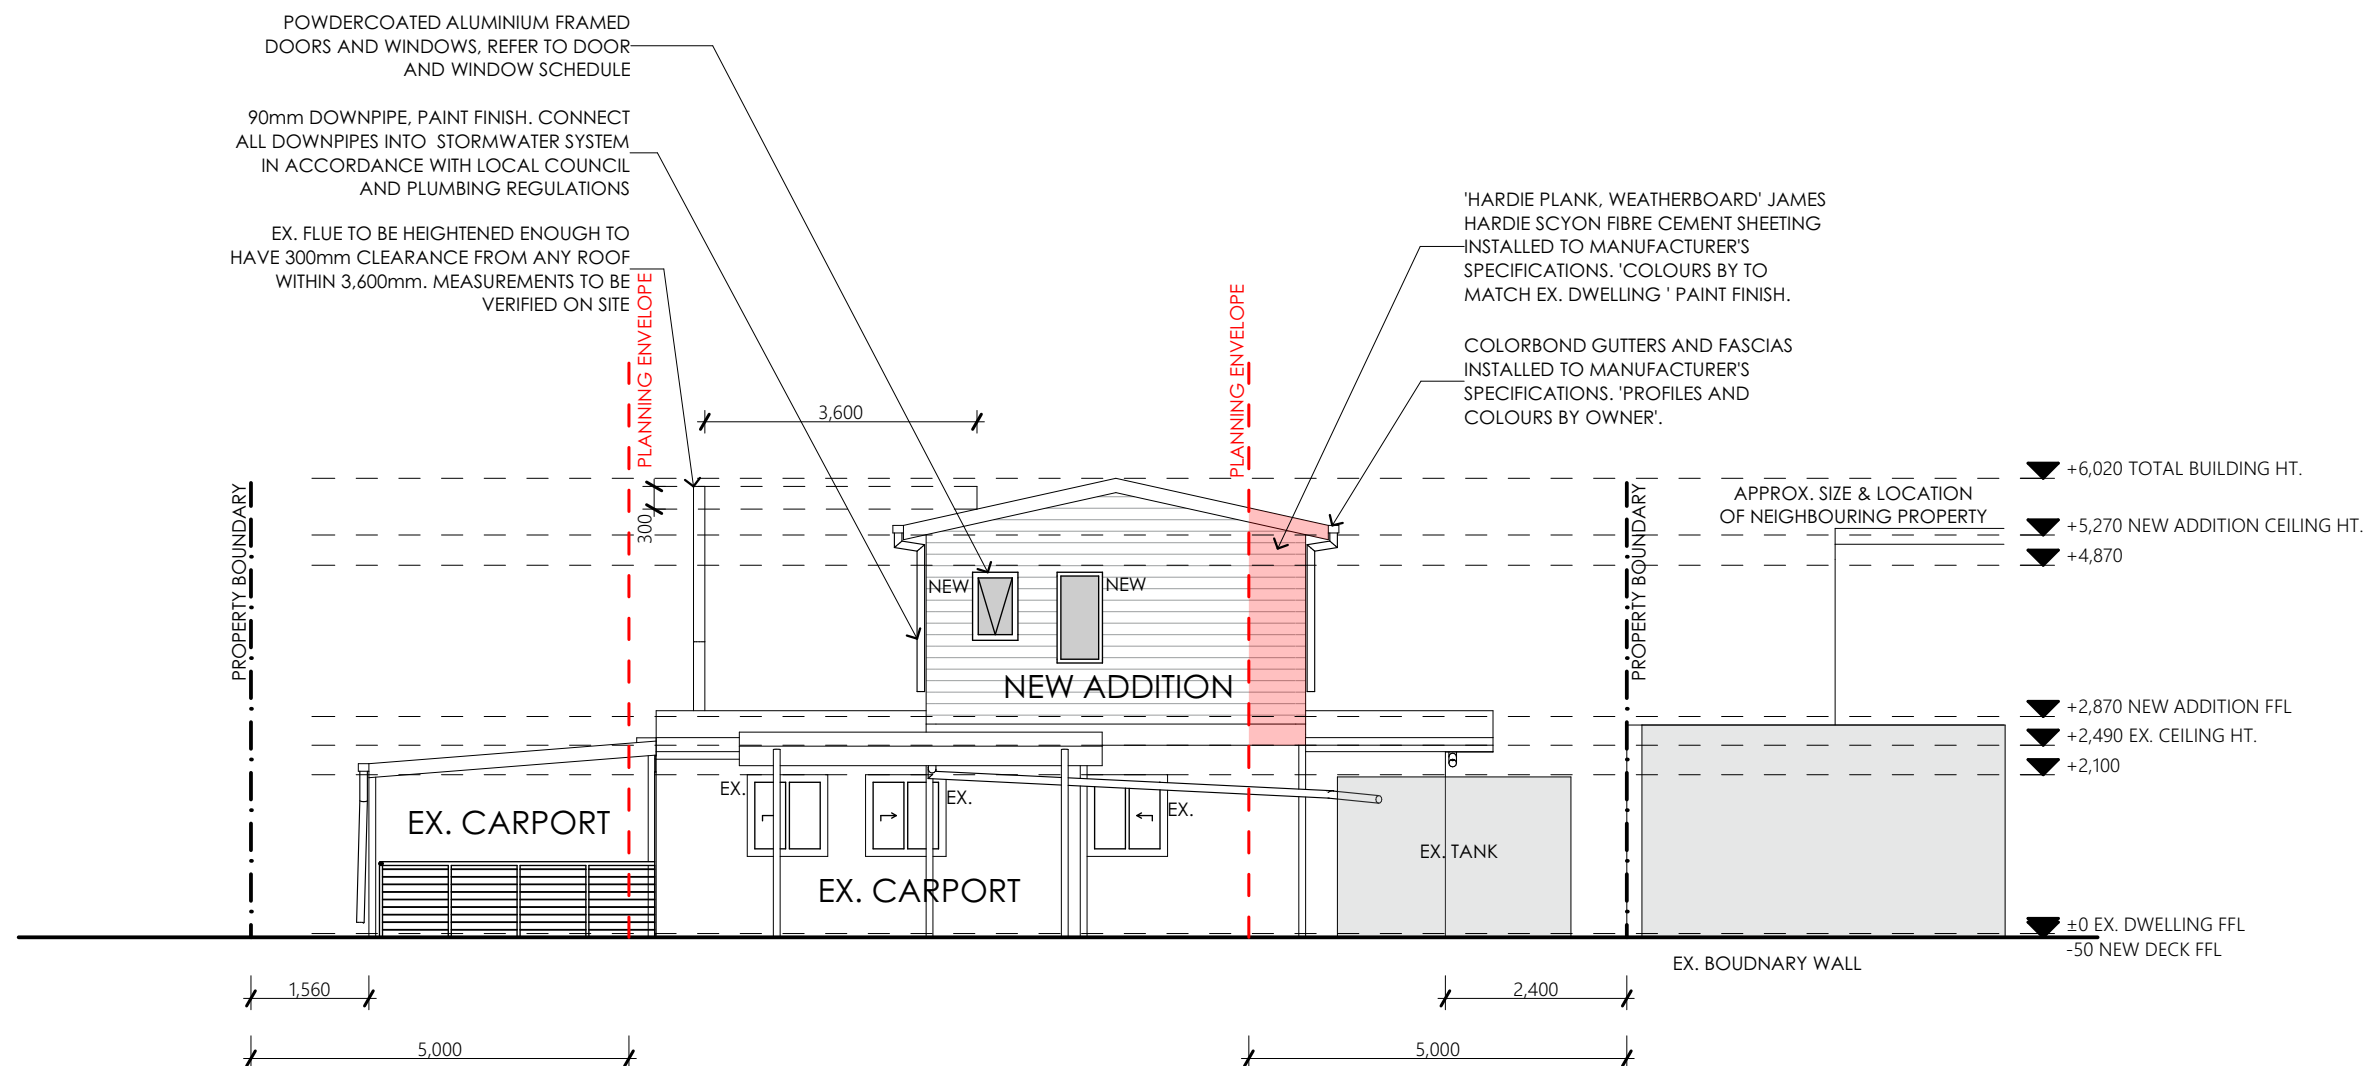 POWDERCOATED ALUMINIUM FRAMED
DOORS AND WINDOWS, REFER TO DOOR
AND WINDOW SCHEDULE
90mm DOWNPIPE, PAINT FINISH. CONNECT
ALL DOWNPIPES INTO STORMWATER SYSTEM
IN ACCORDANCE WITH LOCAL COUNCIL
AND PLUMBING REGULATIONS
EX. FLUE TO BE HEIGHTENED ENOUGH TO
HAVE 300mm CLEARANCE FROM ANY ROOF
WITHIN 3,600mm. MEASUREMENTS TO BE
VERIFIED ON SITE
'HARDIE PLANK, WEATHERBOARD' JAMES
HARDIE SCYON FIBRE CEMENT SHEETING
INSTALLED TO MANUFACTURER'S
SPECIFICATIONS. 'COLOURS BY TO
MATCH EX. DWELLING ' PAINT FINISH.
COLORBOND GUTTERS AND FASCIAS
INSTALLED TO MANUFACTURER'S
SPECIFICATIONS. 'PROFILES AND
COLOURS BY OWNER'.
PLANNING ENVELOPE
PLANNING ENVELOPE
3,600
300
PROPERTY BOUNDARY
PROPERTY BOUNDARY
APPROX. SIZE & LOCATION
OF NEIGHBOURING PROPERTY
+6,020 TOTAL BUILDING HT.
+5,270 NEW ADDITION CEILING HT.
+4,870
+2,870 NEW ADDITION FFL
+2,490 EX. CEILING HT.
+2,100
±0 EX. DWELLING FFL
-50 NEW DECK FFL
NEW
NEW
NEW ADDITION
EX.
EX.
EX.
EX. CARPORT
EX. CARPORT
EX. TANK
EX. BOUDNARY WALL
1,560
2,400
5,000
5,000